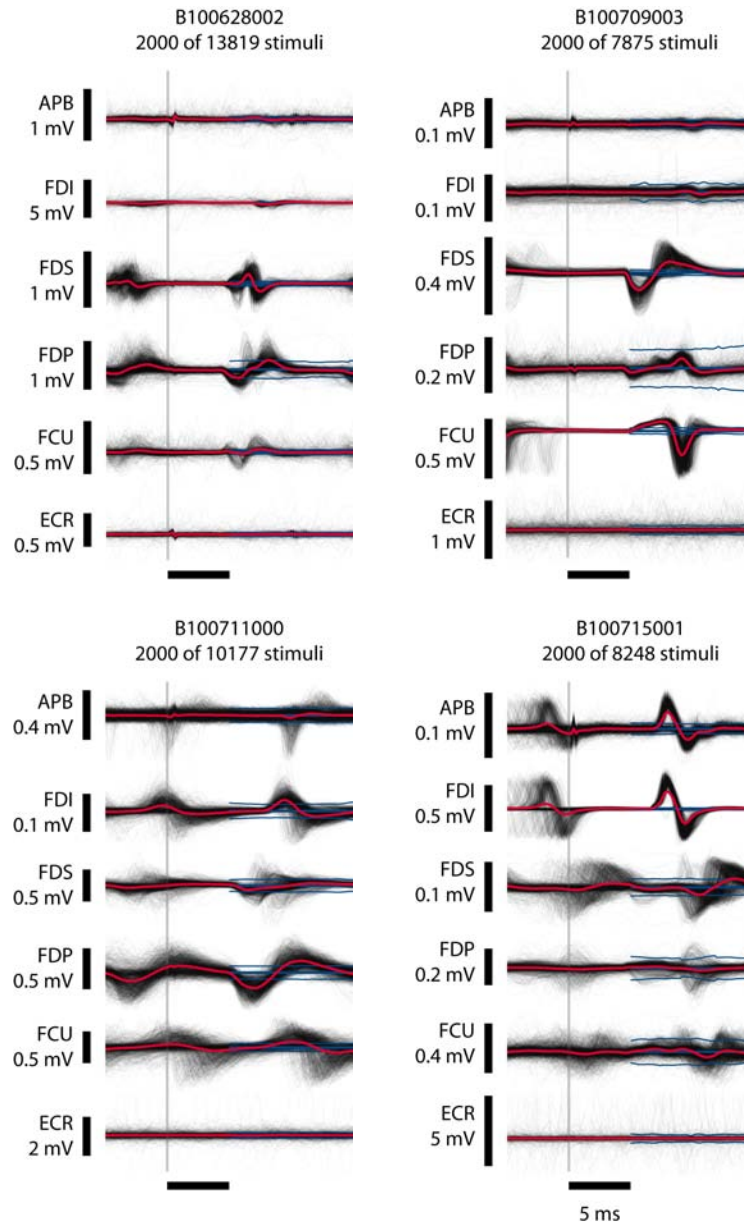 B100628002
2000 of 13819 stimuli
APB
1 mV
FDI
5 mV
FDS
1 mV
FDP
1 mV
FCU
0.5 mV
ECR
0.5 mV
B100709003
2000 of 7875 stimuli
APB
0.1 mV
FDI
0.1 mV
FDS
0.4 mV
FDP
0.2 mV
FCU
0.5 mV
ECR
1 mV
B100711000
2000 of 10177 stimuli
APB
0.4 mV
FDI
0.1 mV
FDS
0.5 mV
FDP
0.5 mV
FCU
0.5 mV
ECR
2 mV
B100715001
2000 of 8248 stimuli
APB
0.1 mV
FDI
0.5 mV
FDS
0.1 mV
FDP
0.2 mV
FCU
0.4 mV
ECR
5 mV
5 ms